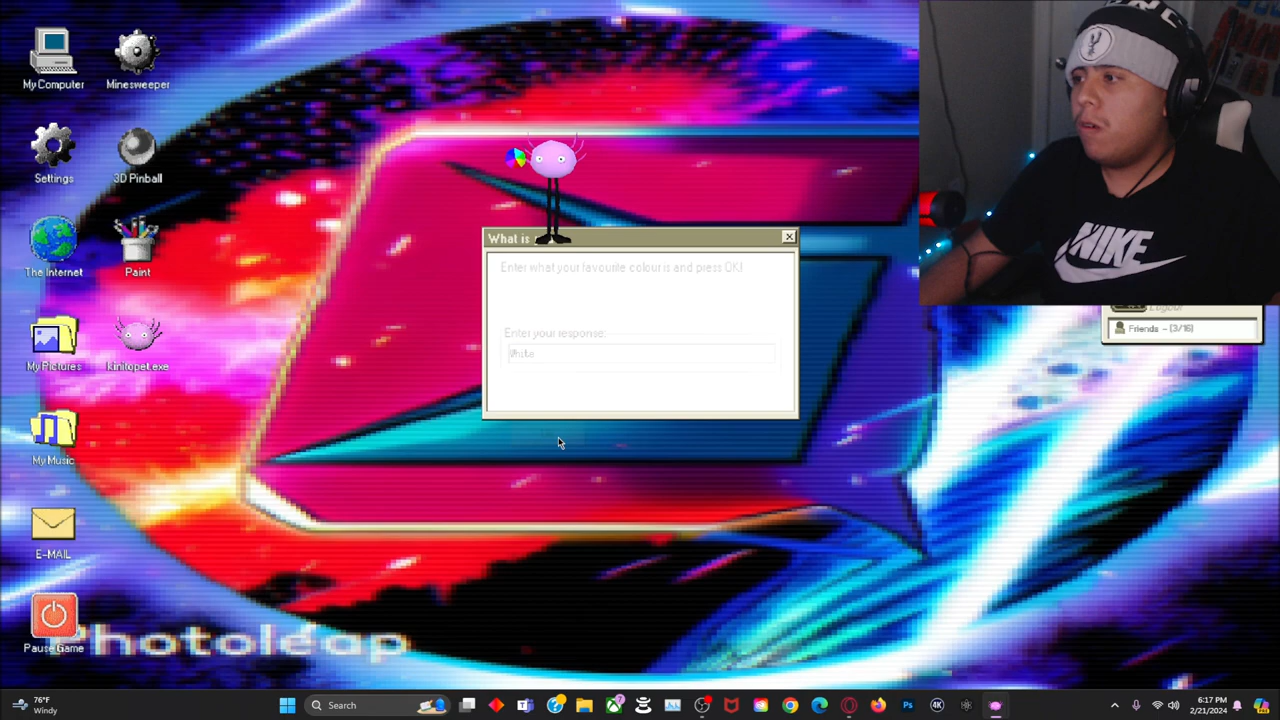 My Computer
Minesweeper
Settings
3D Pinball
The Internet
Paint
My Pictures
kinitopet.exe
My Music
E-MAIL
Pause Game
Photoleap
What is
Enter what your favourite colour is and press OK!
Enter your response:
White
NIKE
Logout
Friends - (3/16)
76°F
Windy
Search
6:17 PM
2/21/2024